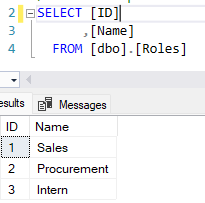 2 SELECT [ID]
3 ,[Name]
4 FROM [dbo].[Roles]
esults Messages
ID Name
1 Sales
2 Procurement
3 Intern